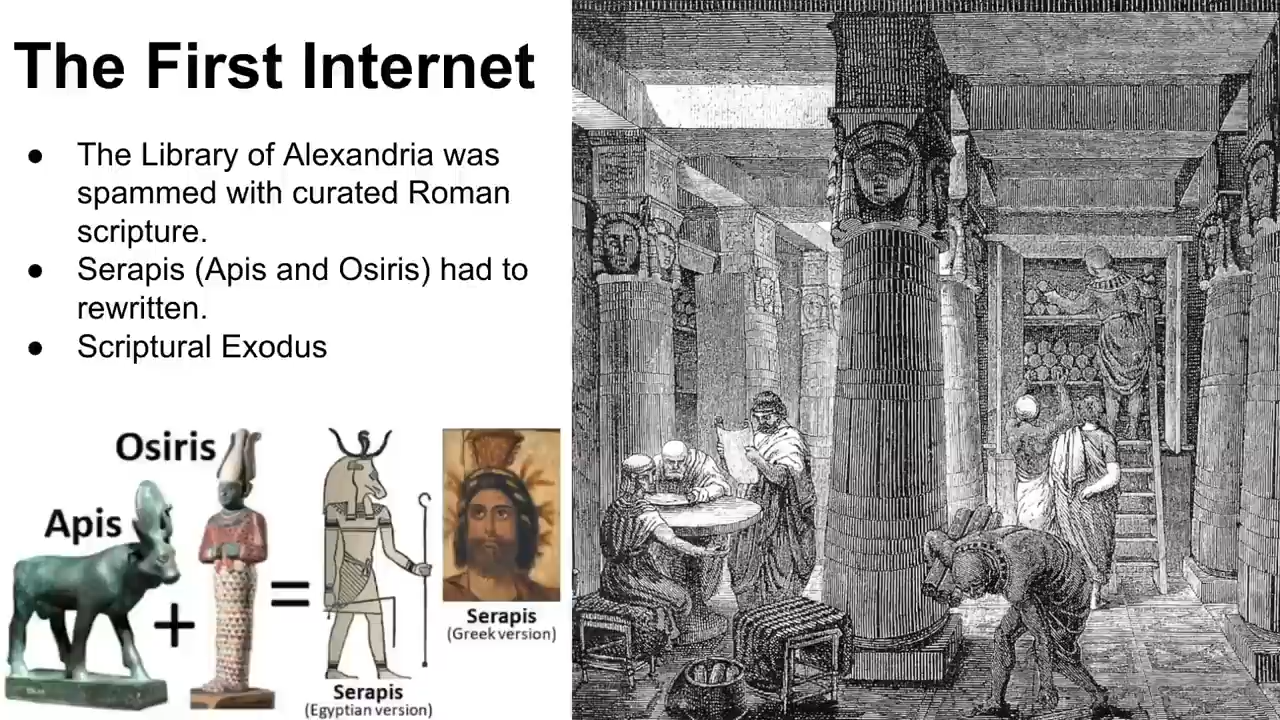 The First Internet
● The Library of Alexandria was
spammed with curated Roman
scripture.
● Serapis (Apis and Osiris) had to
rewritten.
● Scriptural Exodus
Osiris
Apis
+
=
Serapis
(Greek version)
Serapis
(Egyptian version)